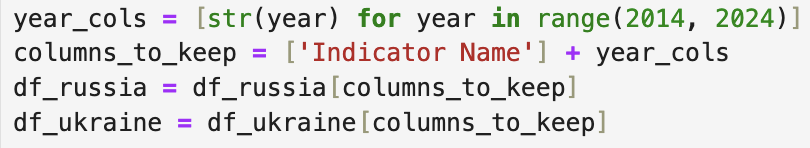 year_cols = [str(year) for year in range(2014, 2024)]
columns_to_keep = ['Indicator Name'] + year_cols
df_russia = df_russia[columns_to_keep]
df_ukraine = df_ukraine[columns_to_keep]